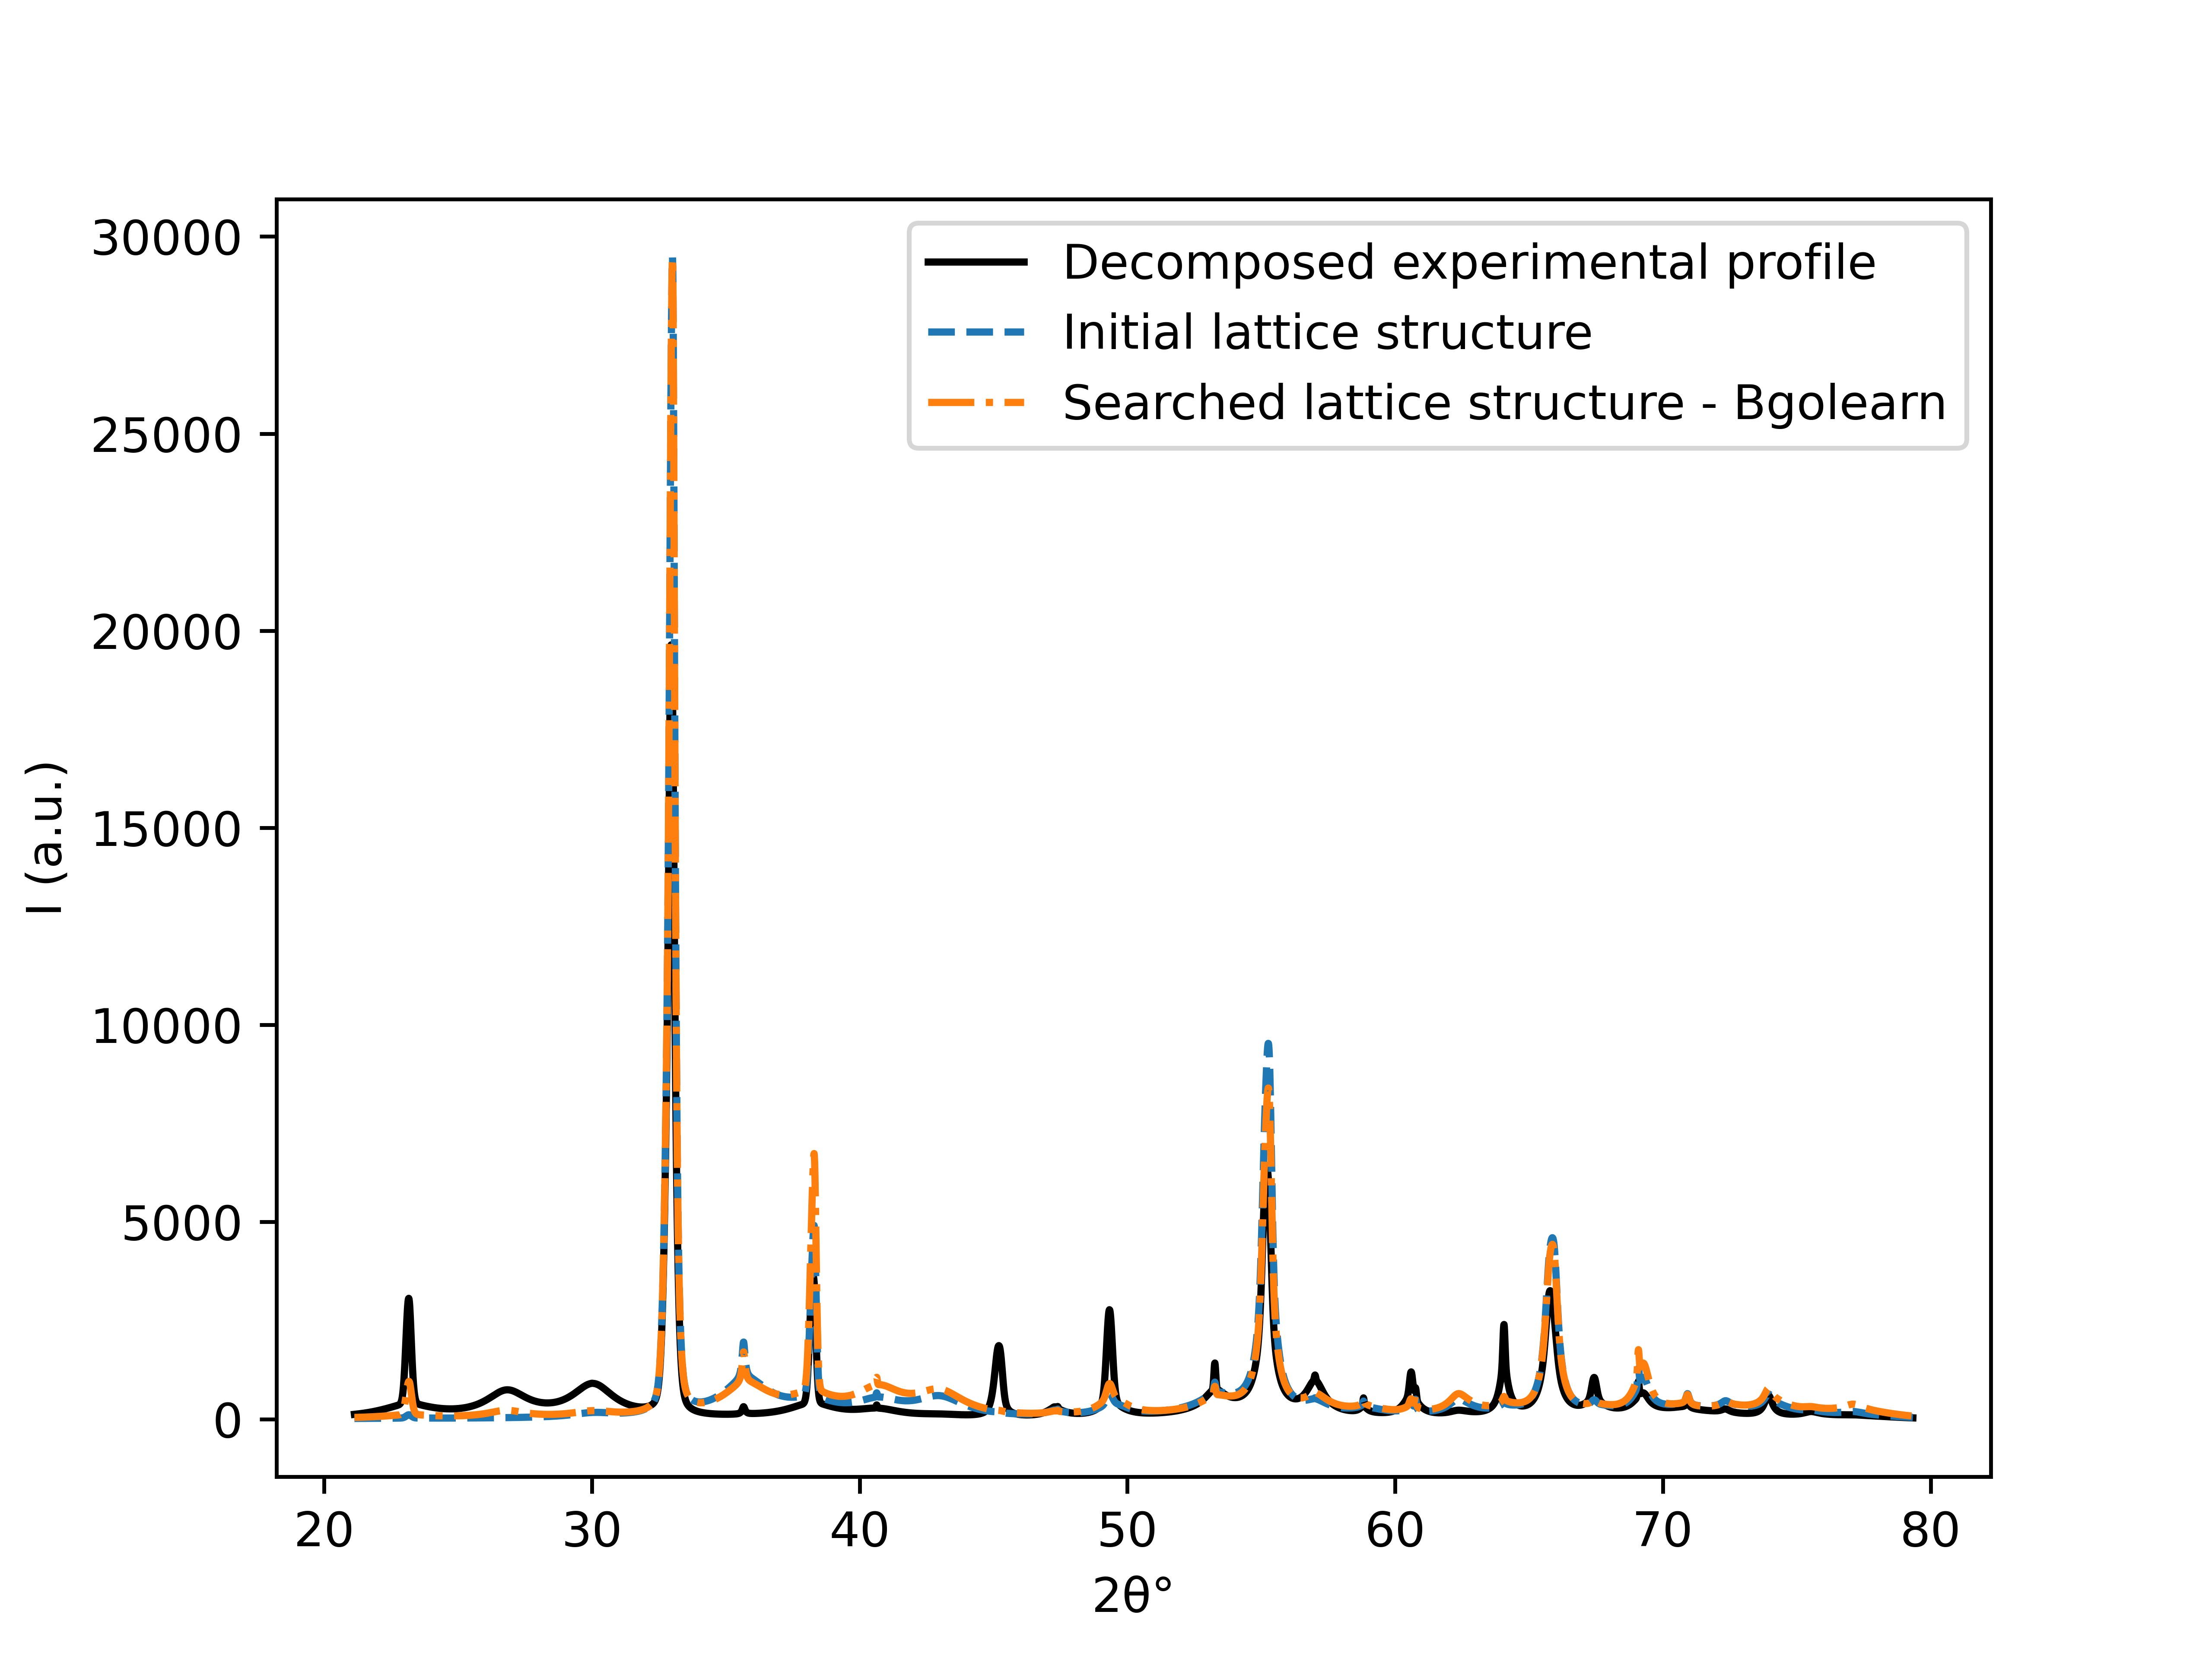 30000
25000
20000
15000
10000
5000
0
I (a.u.)
Decomposed experimental profile
Initial lattice structure
Searched lattice structure - Bgolearn
20 30 40 50 60 70 80
2θ°